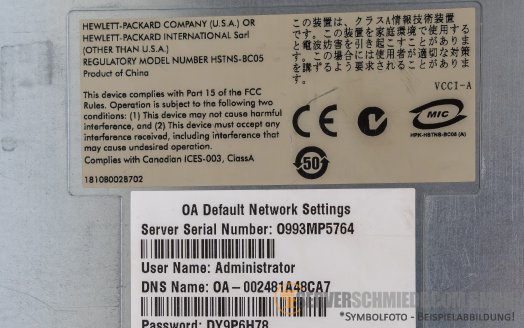 HEWLETT-PACKARD COMPANY (U.S.A.) OR
HEWLETT-PACKARD INTERNATIONAL Sarl
(OTHER THAN U.S.A.)
REGULATORY MODEL NUMBER HSTNS-BC05
Product of China
This device complies with Part 15 of the FCC
Rules. Operation is subject to the following two
conditions: (1) This device may not cause harmful
interference, and (2) This device must accept any
interference received, including interference that
may cause undesired operation.
Complies with Canadian ICES-003, ClassA
181080028702
この装置は、クラスA情報技術装置
です。この装置を家庭環境で使用する
と電波妨害を引き起こすことがありま
す。この場合には使用者が適切な対策
を講ずるよう要求されることがありま
す。
VCCI-A
CE
MIC
HPK-HSTNS-BC06 (A)
50
OA Default Network Settings
Server Serial Number: O993MP5764
User Name: Administrator
DNS Name: OA-002481A48CA7
SERVERSCHMIEDE
*SYMBOLFOTO - BEISPIELABBILDUNG*
Password: DY9P6H78